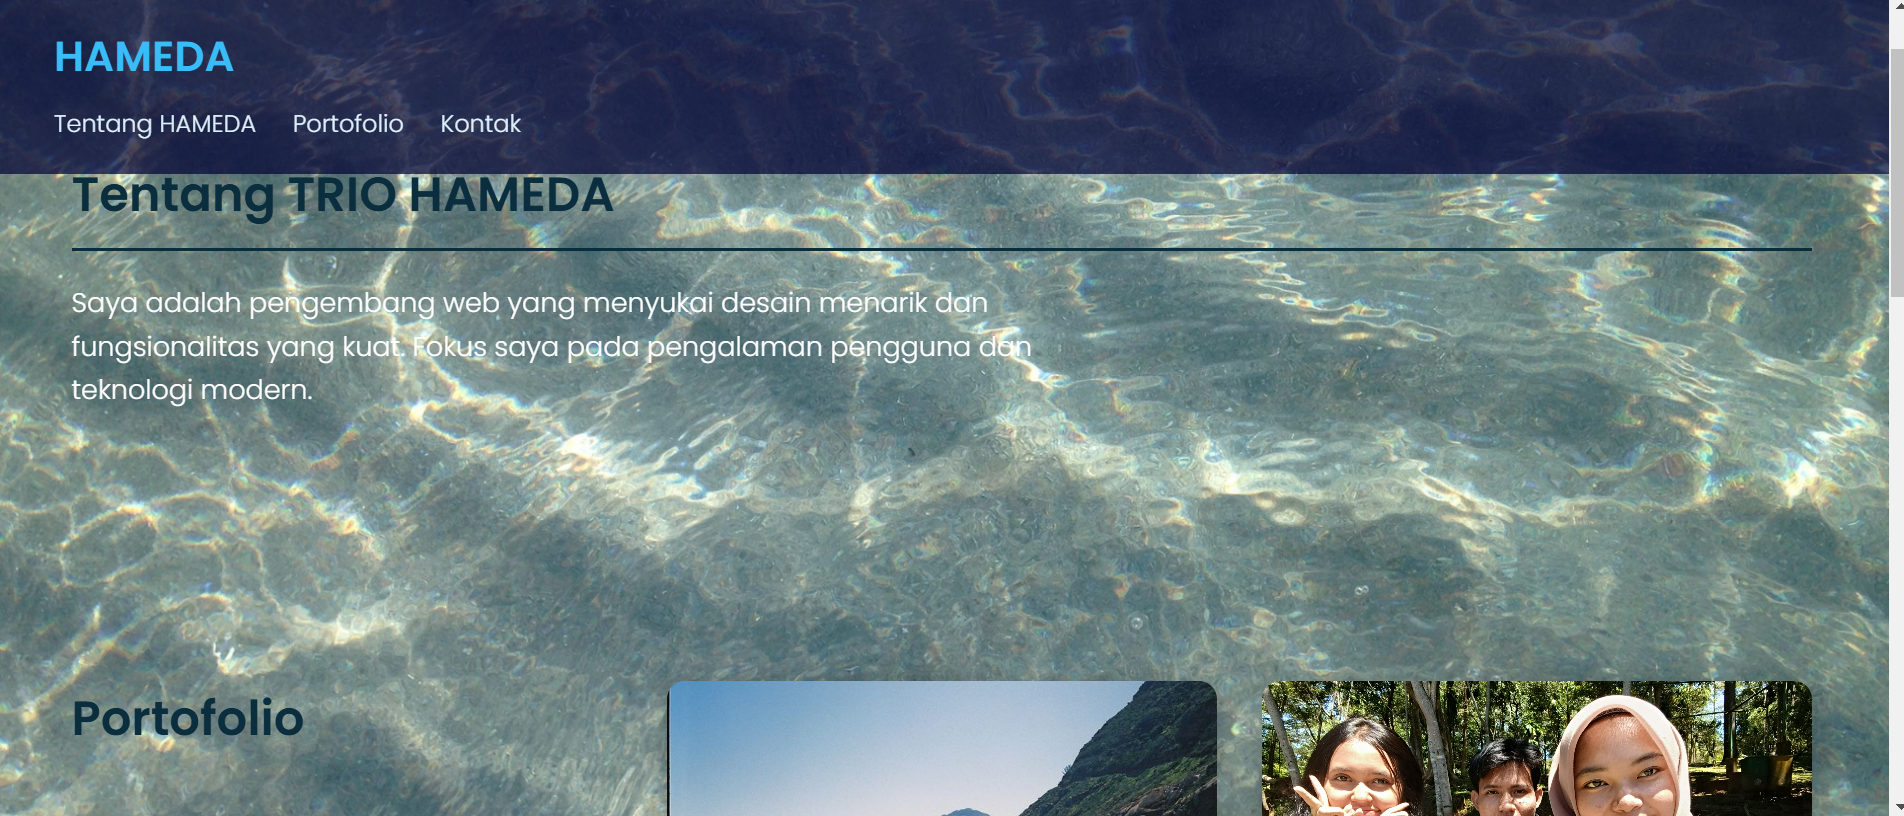 HAMEDA
Tentang HAMEDA Portofolio Kontak
Tentang TRIO HAMEDA
Saya adalah pengembang web yang menyukai desain menarik dan
fungsionalitas yang kuat. Fokus saya pada pengalaman pengguna dan
teknologi modern.
Portofolio